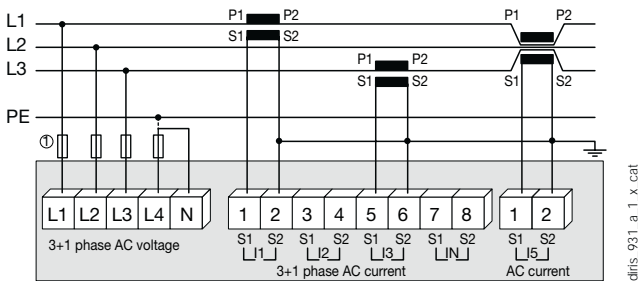 L1 P1 P2 P1 P2
L2 S1 S2
L3 P1 P2 S1 S2
S1 S2
PE
①
L1 L2 L3 L4 N 1 2 3 4 5 6 7 8 1 2
S1 S2 S1 S2 S1 S2 S1 S2 S1 S2
I1 I2 I3 IN I5
3+1 phase AC voltage
3+1 phase AC current AC current
diris 931 a 1 x cat